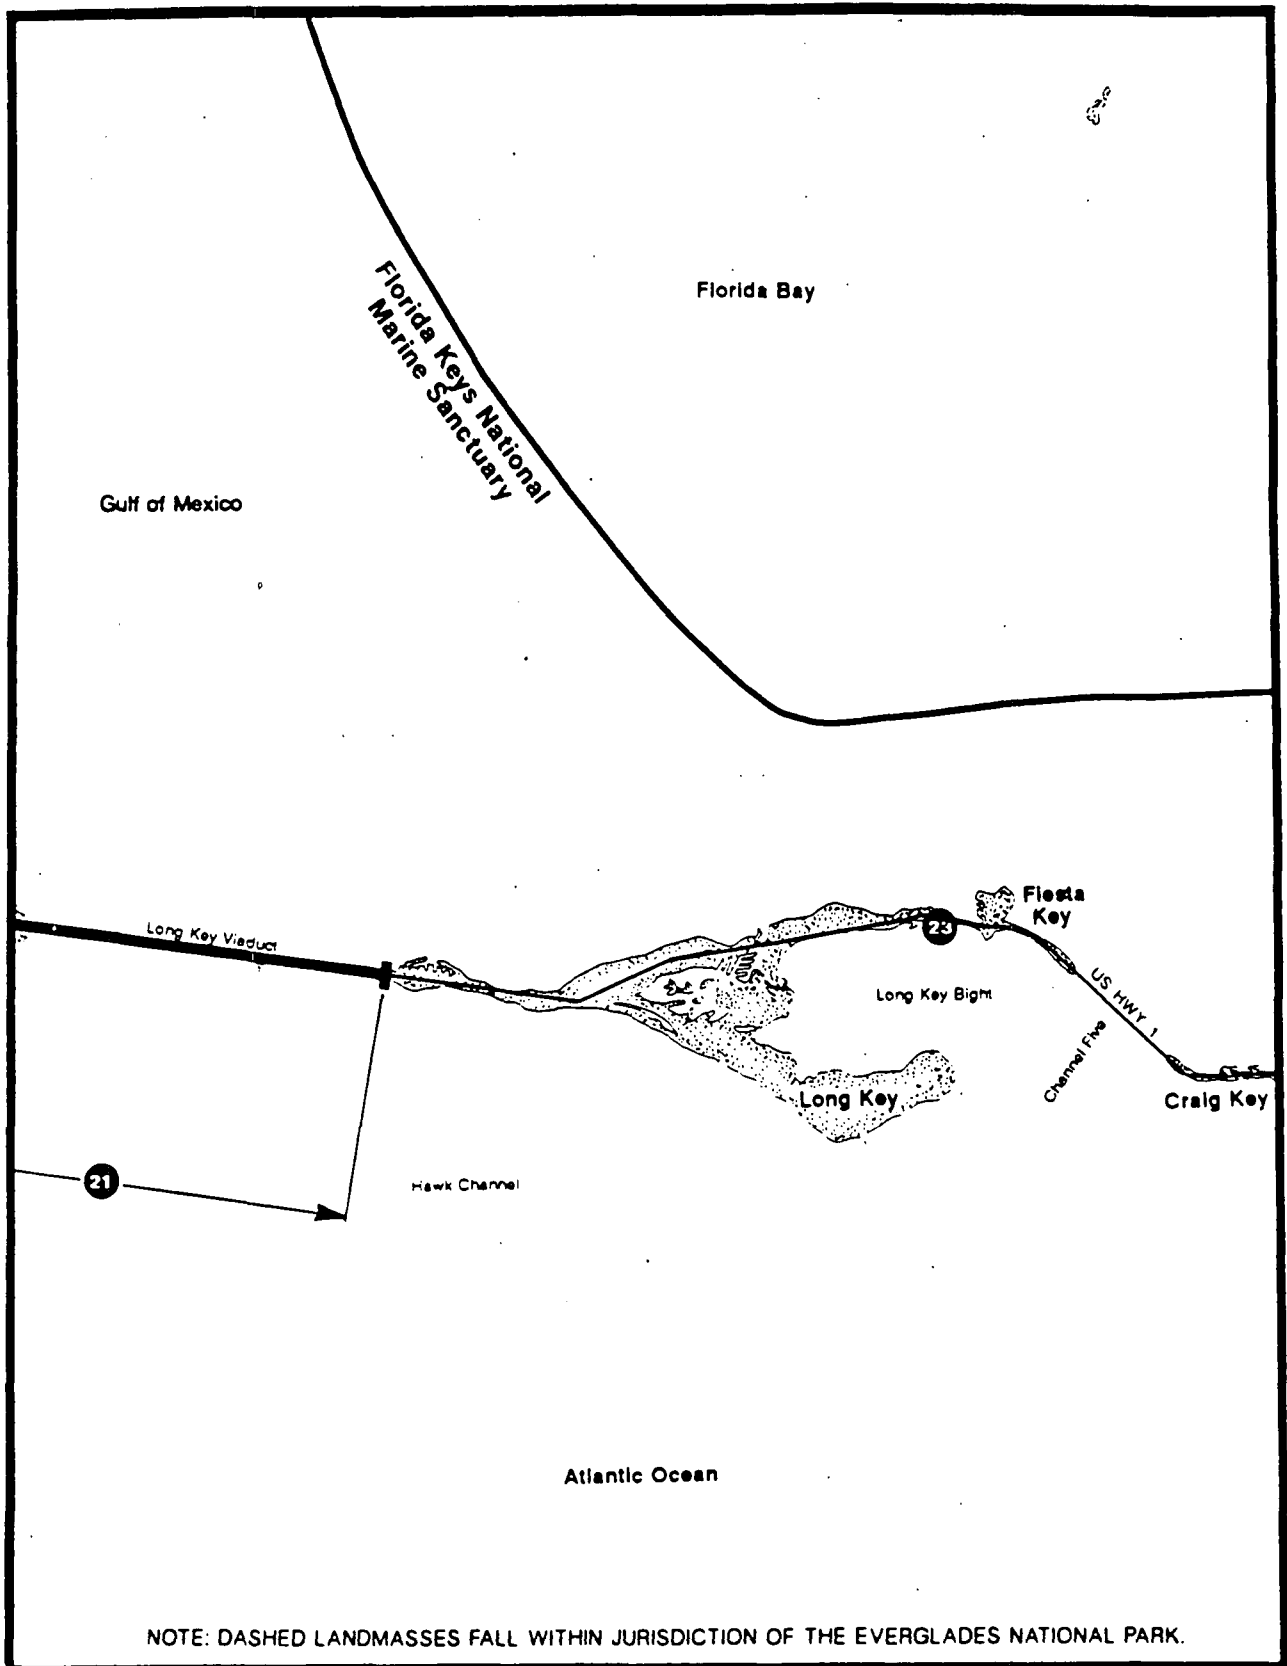 Florida Bay
Florida Keys National
Marine Sanctuary
Gulf of Mexico
Fiesta
Key
23
Long Key Viaduct
US HWY 1
Long Key Bight
Channel Five
Long Key
Craig Key
21
Hawk Channel
Atlantic Ocean
NOTE: DASHED LANDMASSES FALL WITHIN JURISDICTION OF THE EVERGLADES NATIONAL PARK.